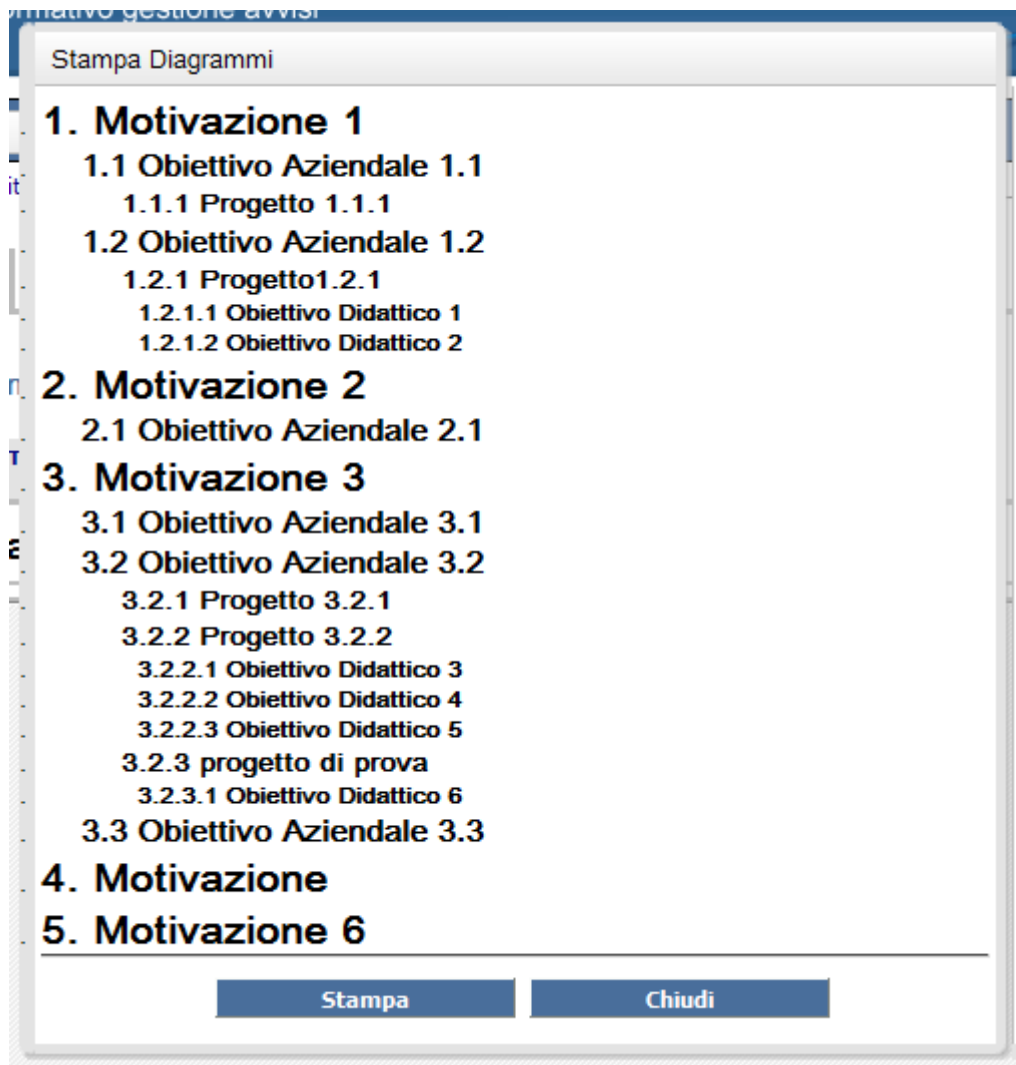 gestione avvisi
Stampa Diagrammi
1. Motivazione 1
1.1 Obiettivo Aziendale 1.1
1.1.1 Progetto 1.1.1
1.2 Obiettivo Aziendale 1.2
1.2.1 Progetto1.2.1
1.2.1.1 Obiettivo Didattico 1
1.2.1.2 Obiettivo Didattico 2
2. Motivazione 2
2.1 Obiettivo Aziendale 2.1
3. Motivazione 3
3.1 Obiettivo Aziendale 3.1
3.2 Obiettivo Aziendale 3.2
3.2.1 Progetto 3.2.1
3.2.2 Progetto 3.2.2
3.2.2.1 Obiettivo Didattico 3
3.2.2.2 Obiettivo Didattico 4
3.2.2.3 Obiettivo Didattico 5
3.2.3 progetto di prova
3.2.3.1 Obiettivo Didattico 6
3.3 Obiettivo Aziendale 3.3
4. Motivazione
5. Motivazione 6
Stampa Chiudi